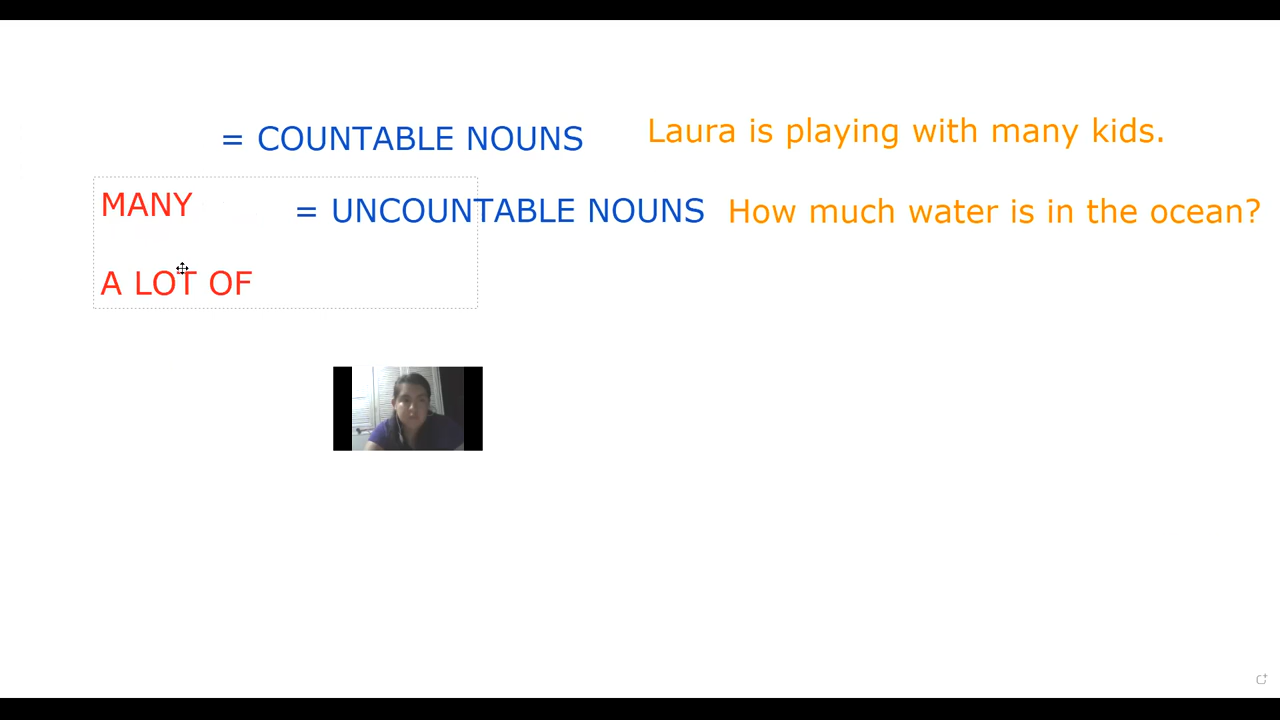 = COUNTABLE NOUNS Laura is playing with many kids.
MANY = UNCOUNTABLE NOUNS How much water is in the ocean?
A LOT OF